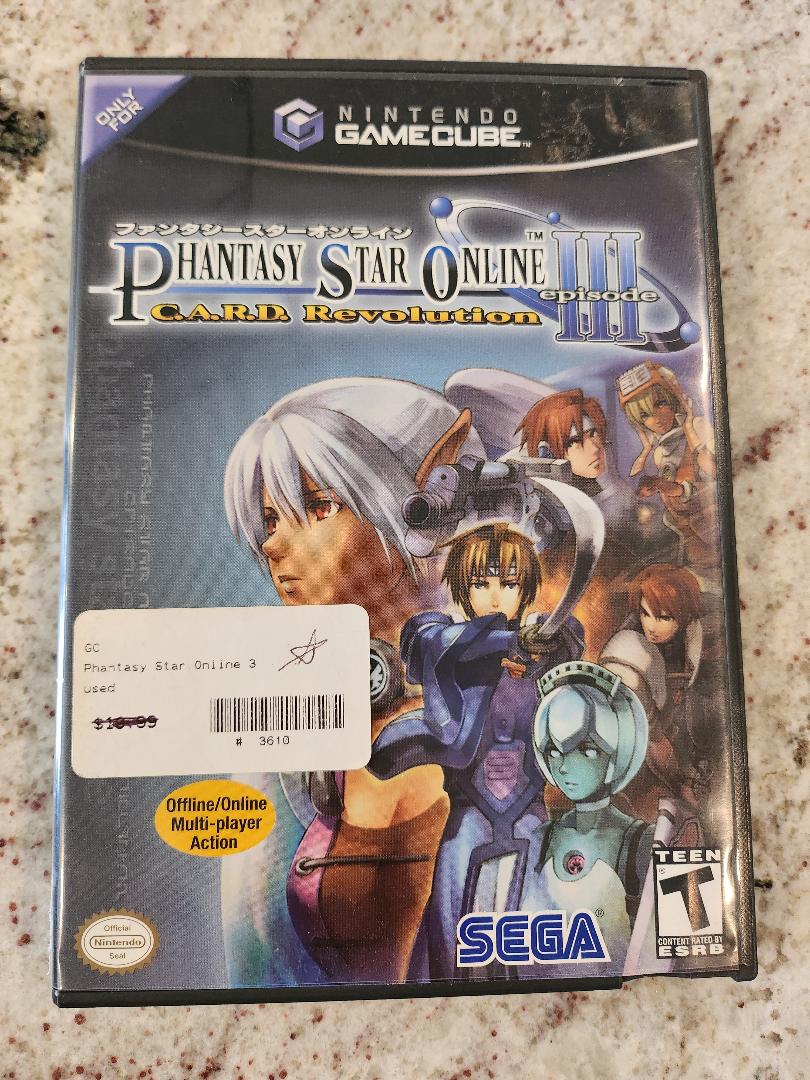 ONLY
FOR
NINTENDO
GAMECUBE™
ファンタシースターオンライン
PHANTASY STAR ONLINE™
episode III
C.A.R.D. Revolution
GC
Phantasy Star Online 3
used
$19.99
# 3610
Offline/Online
Multi-player
Action
Official
Nintendo
Seal
SEGA®
TEEN
T
CONTENT RATED BY
ESRB